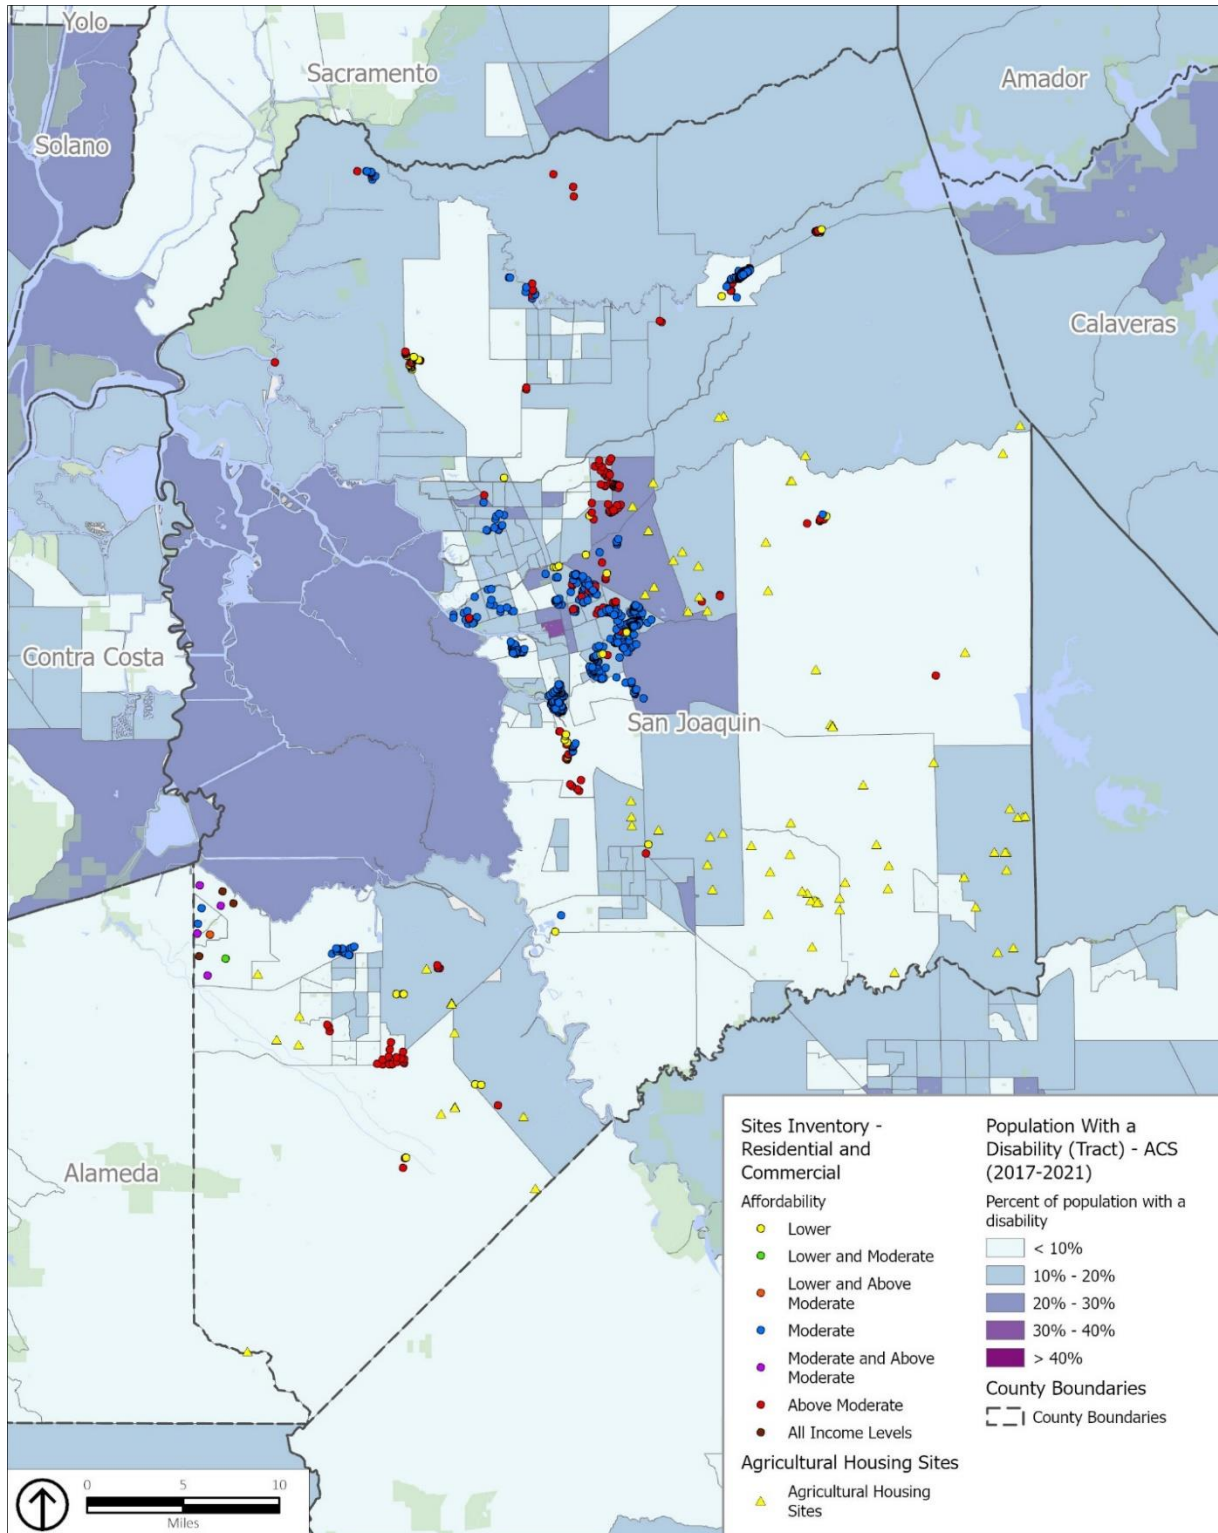 Yolo
Sacramento
Amador
Solano
Calaveras
Contra Costa
San Joaquin
Alameda
Sites Inventory -
Residential and
Commercial
Affordability
Lower
Lower and Moderate
Lower and Above
Moderate
Moderate
Moderate and Above
Moderate
Above Moderate
All Income Levels
Agricultural Housing Sites
Agricultural Housing
Sites
Population With a
Disability (Tract) - ACS
(2017-2021)
Percent of population with a
disability
< 10%
10% - 20%
20% - 30%
30% - 40%
> 40%
County Boundaries
County Boundaries
0 5 10
Miles